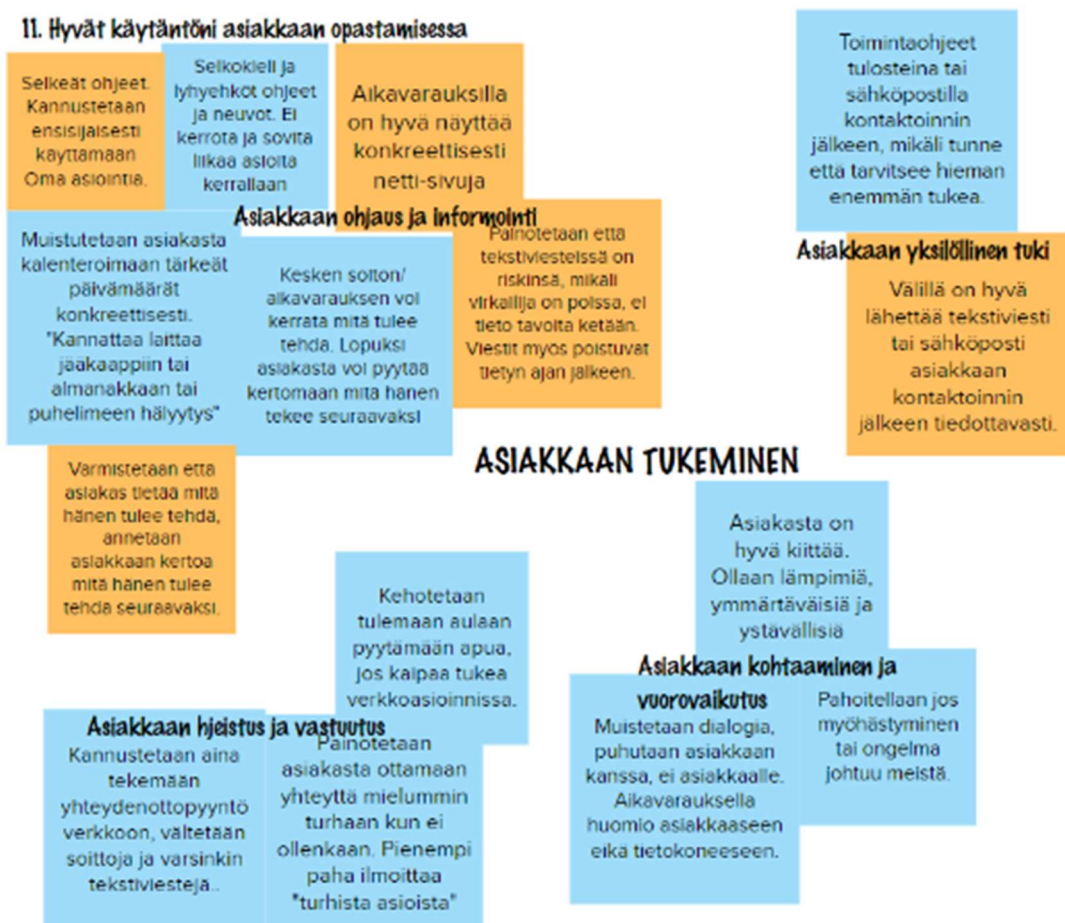 11. Hyvät käytäntöni asiakkaan opastamisessa
Selkeät ohjeet.
Kannustetaan
ensisijaisesti
käyttämään
Oma asiointia.
Selkokieli ja
lyhyehköt ohjeet
ja neuvot. Ei
kerrota ja sovita
liikaa asioita
kerrallaan
Aikavarauksilla
on hyvä näyttää
konkreettisesti
netti-sivuja
Asiakkaan ohjaus ja informointi
Muistutetaan asiakasta
kalenteroimaan tärkeät
päivämäärät
konkreettisesti.
"Kannattaa laittaa
jääkaappiin tai
almanakkaan tai
puhelimeen hälyytys"
Kesken soiton/
aikavarauksen voi
kerrata mitä tulee
tehdä. Lopuksi
asiakasta voi pyytää
kertomaan mitä hänen
tekee seuraavaksi
Painotetaan että
tekstiviesteissä on
riskinsä, mikäli
virkailija on poissa, ei
tieto tavoita ketään.
Viestit myös poistuvat
tietyn ajan jälkeen.
Varmistetaan että
asiakas tietää mitä
hänen tulee tehdä,
annetaan
asiakkaan kertoa
mitä hänen tulee
tehdä seuraavaksi.
Toimintaohjeet
tulosteina tai
sähköpostilla
kontaktoinnin
jälkeen, mikäli tunne
että tarvitsee hieman
enemmän tukea.
Asiakkaan yksilöllinen tuki
Välillä on hyvä
lähettää tekstiviesti
tai sähköposti
asiakkaan
kontaktoinnin
jälkeen tiedottavasti.
ASIAKKAAN TUKEMINEN
Kehotetaan
tulemaan aulaan
pyytämään apua,
jos kaipaa tukea
verkkoasioinnissa.
Asiakkaan hjeistus ja vastuutus
Kannustetaan aina
tekemään
yhteydenottopyyntö
verkkoon, vältetään
soittoja ja varsinkin
tekstiviestejä..
Painotetaan
asiakasta ottamaan
yhteyttä mielummin
turhaan kun ei
ollenkaan. Pienempi
paha ilmoittaa
"turhista asioista"
Asiakasta on
hyvä kiittää.
Ollaan lämpimiä,
ymmärtäväisiä ja
ystävällisiä
Asiakkaan kohtaaminen ja
vuorovaikutus
Muistetaan dialogia,
puhutaan asiakkaan
kanssa, ei asiakkaalle.
Aikavarauksella
huomio asiakkaaseen
eikä tietokoneeseen.
Pahoitellaan jos
myöhästyminen
tai ongelma
johtuu meistä.